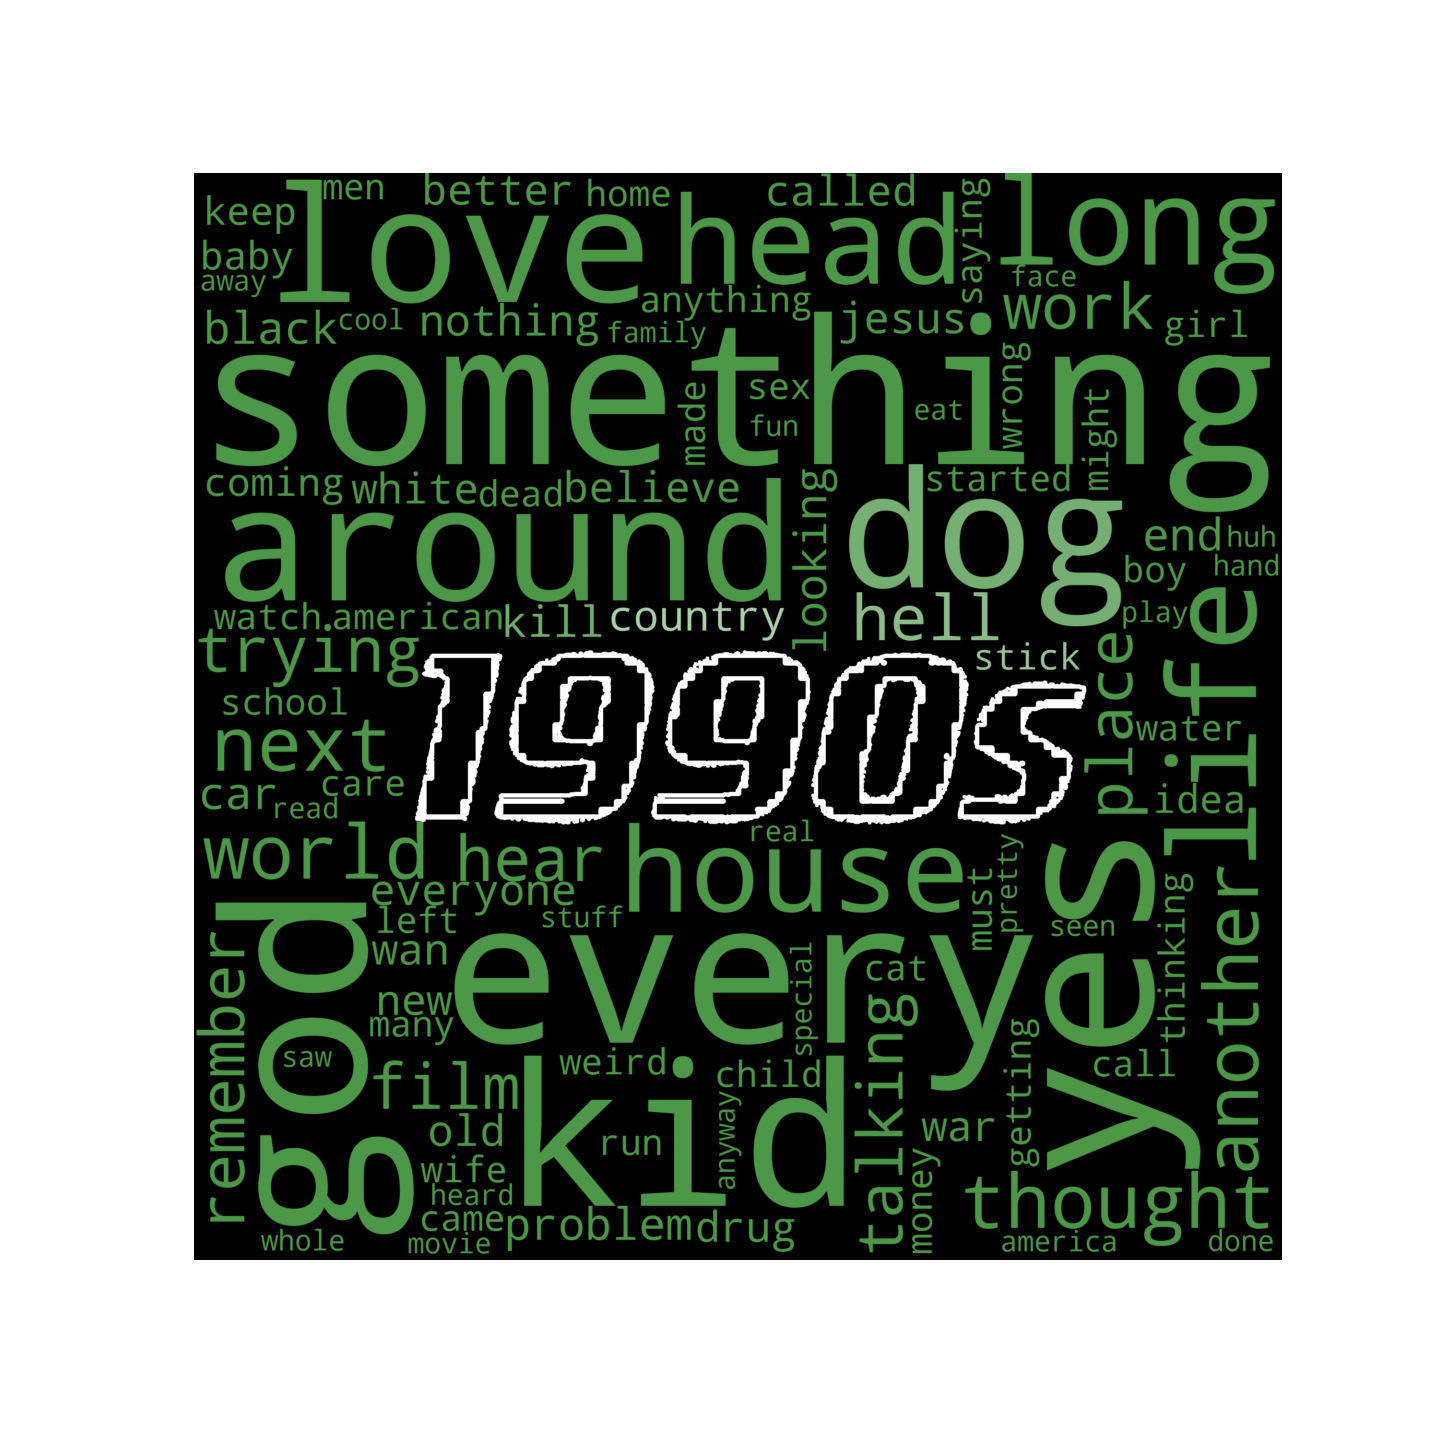 men
better
home
called
saying
long
keep
love
head
baby
away
anything
face
work
black
cool
nothing
family
jesus
girl
something
made
sex
fun
eat
wrong
might
coming
white
dead
believe
looking
started
around
dog
end
huh
boy
hand
watch
american
kill
country
hell
play
life
trying
stick
place
1990s
school
next
water
car
read
care
idea
real
world
hear
house
pretty
everyone
must
another
left
stuff
seen
thinking
wan
every
yes
god
remember
new
many
special
cat
saw
film
weird
kid
child
talking
getting
call
old
run
anyway
war
wife
heard
money
thought
came
problem
drug
whole
movie
america
done